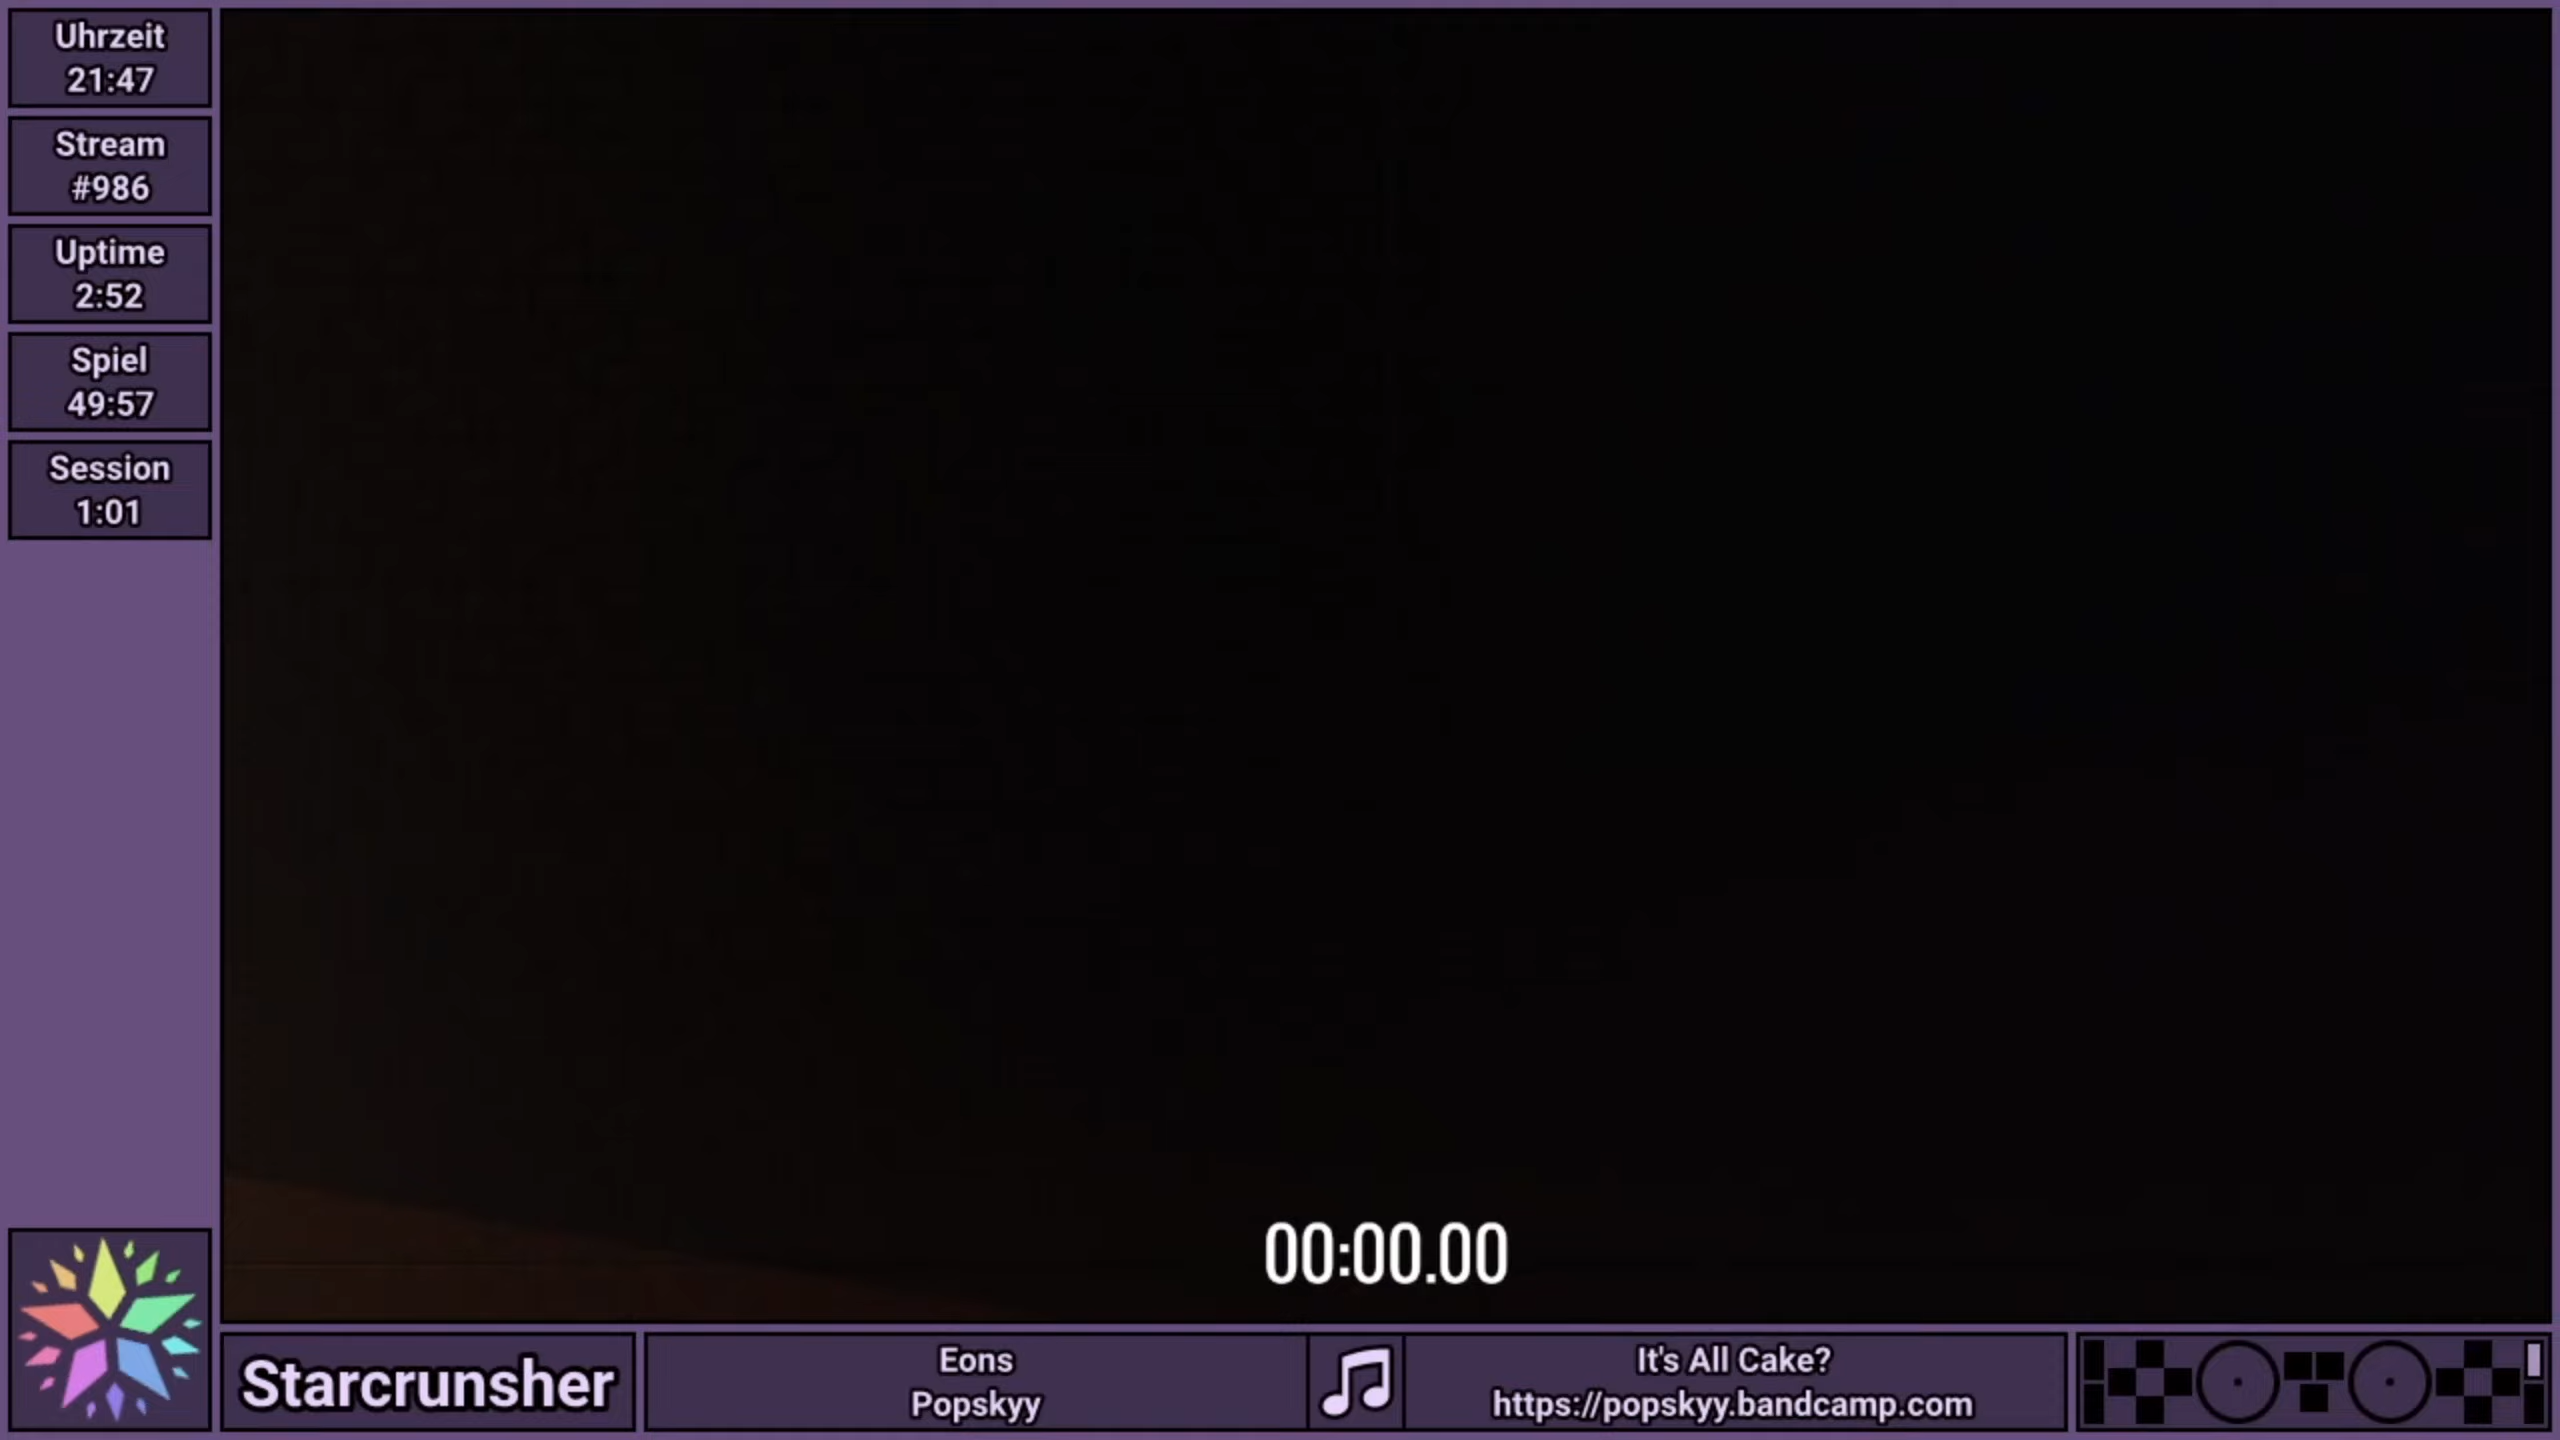 Uhrzeit
21:47
Stream
#986
Uptime
2:52
Spiel
49:57
Session
1:01
00:00.00
Starcrunsher
Eons
Popskyy
It's All Cake?
https://popskyy.bandcamp.com